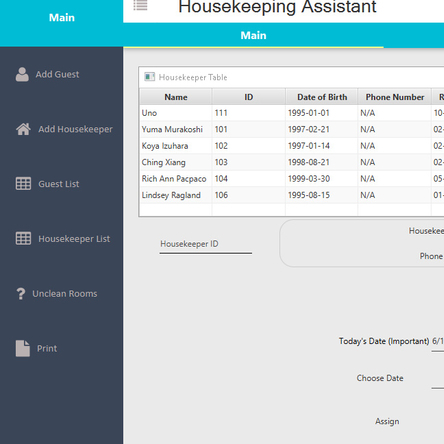 Main
Housekeeping Assistant
Main
Add Guest
Add Housekeeper
Guest List
Housekeeper List
Unclean Rooms
Print
Housekeeper Table
Name ID Date of Birth Phone Number R
Uno 111 1995-01-01 N/A 10-
Yuma Murakoshi 101 1997-02-21 N/A 02-
Koya Izuhara 102 1997-01-14 N/A 02-
Ching Xiang 103 1998-08-21 N/A 02-
Rich Ann Pacpaco 104 1999-03-30 N/A 05-
Lindsey Ragland 106 1995-08-15 N/A 01-
Housekeeper ID
Housekee
Phone
Today's Date (Important) 6/1
Choose Date
Assign